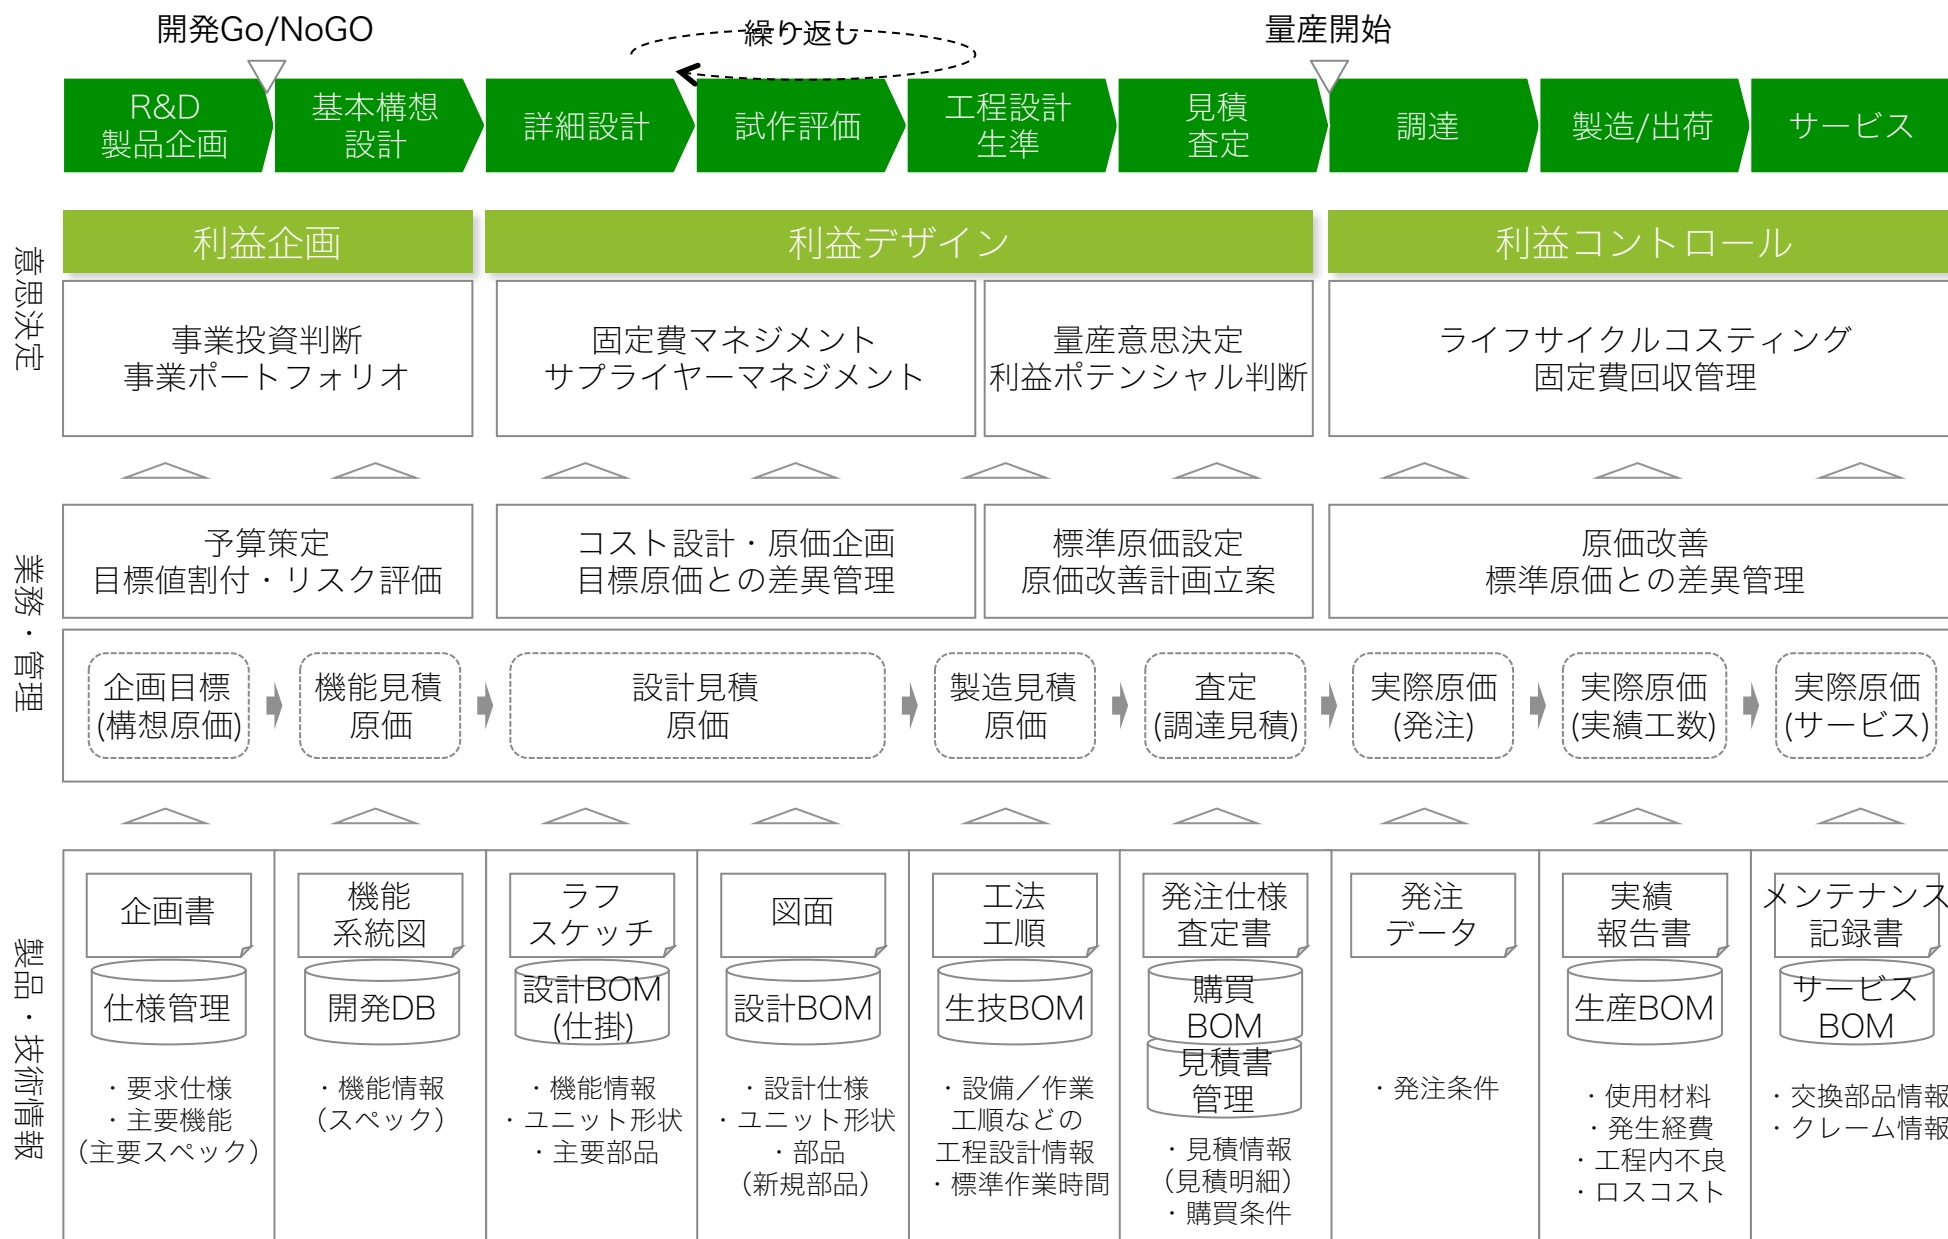 開発Go/NoGO
繰り返し
量産開始
R&D
製品企画
基本構想
設計
詳細設計
試作評価
工程設計
生準
見積
査定
調達
製造/出荷
サービス
意思決定
利益企画
利益デザイン
利益コントロール
事業投資判断
事業ポートフォリオ
固定費マネジメント
サプライヤーマネジメント
量産意思決定
利益ポテンシャル判断
ライフサイクルコスティング
固定費回収管理
業務・管理
予算策定
目標値割付・リスク評価
コスト設計・原価企画
目標原価との差異管理
標準原価設定
原価改善計画立案
原価改善
標準原価との差異管理
企画目標
(構想原価)
機能見積
原価
設計見積
原価
製造見積
原価
査定
(調達見積)
実際原価
(発注)
実際原価
(実績工数)
実際原価
(サービス)
製品・技術情報
企画書
仕様管理
・要求仕様
・主要機能
（主要スペック）
機能
系統図
開発DB
・機能情報
（スペック）
ラフ
スケッチ
設計BOM
(仕掛)
・機能情報
・ユニット形状
・主要部品
図面
設計BOM
・設計仕様
・ユニット形状
・部品
（新規部品）
工法
工順
生技BOM
・設備／作業
工順などの
工程設計情報
・標準作業時間
発注仕様
査定書
購買
BOM
見積書
管理
・見積情報
（見積明細）
・購買条件
発注
データ
・発注条件
実績
報告書
生産BOM
・使用材料
・発生経費
・工程内不良
・ロスコスト
メンテナンス
記録書
サービス
BOM
・交換部品情報
・クレーム情報